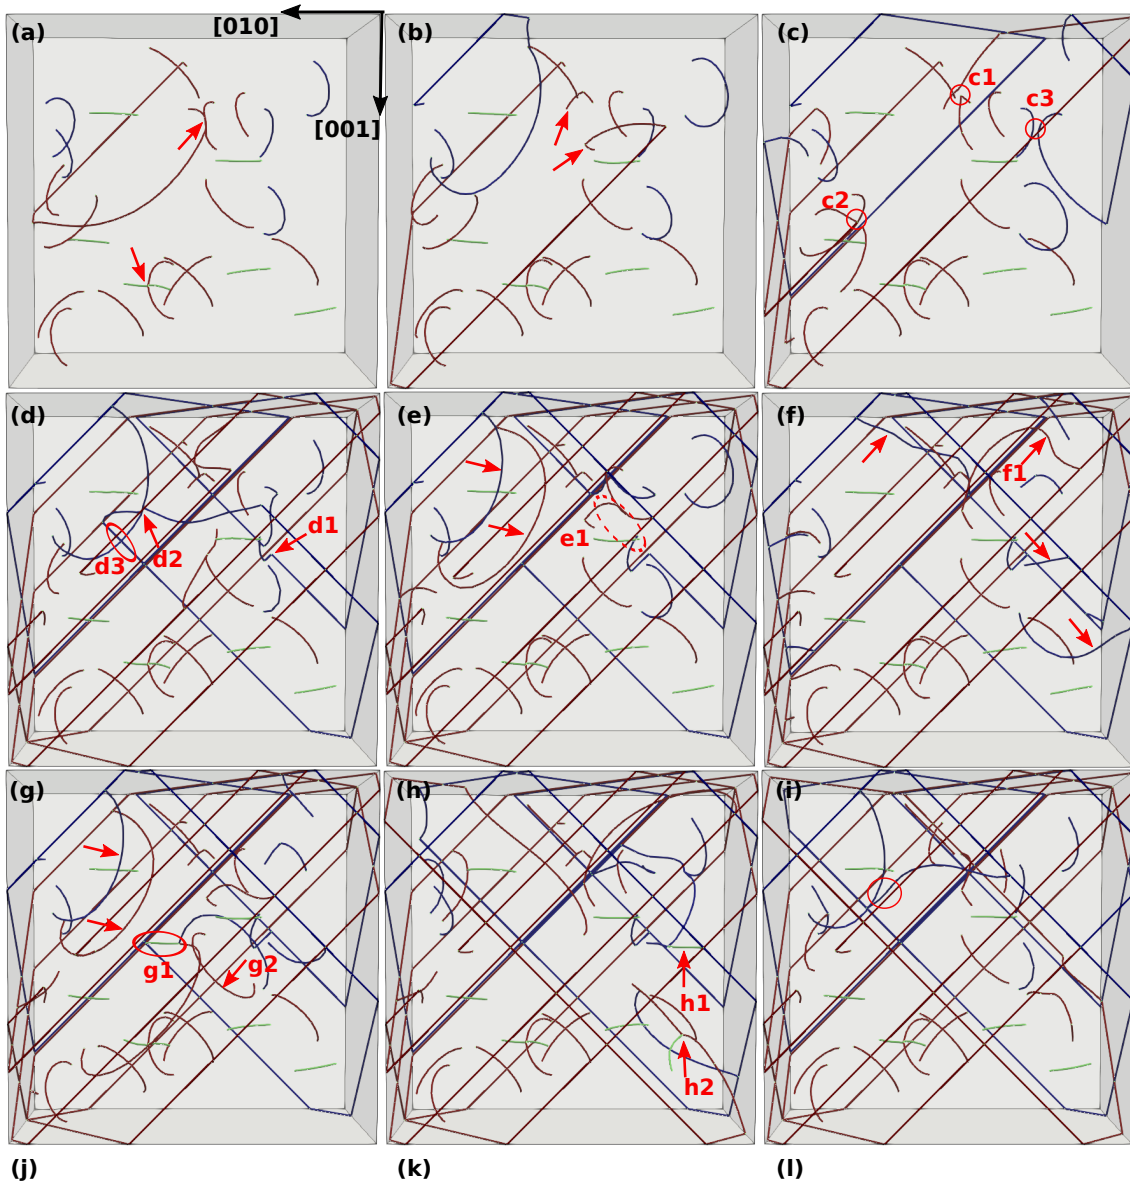 (a)
[010]
[001]
(b)
(c)
c1
c3
c2
(d)
d1
d2
d3
(e)
e1
(f)
f1
(g)
g1
g2
(h)
h1
h2
(i)
(j)
(k)
(l)